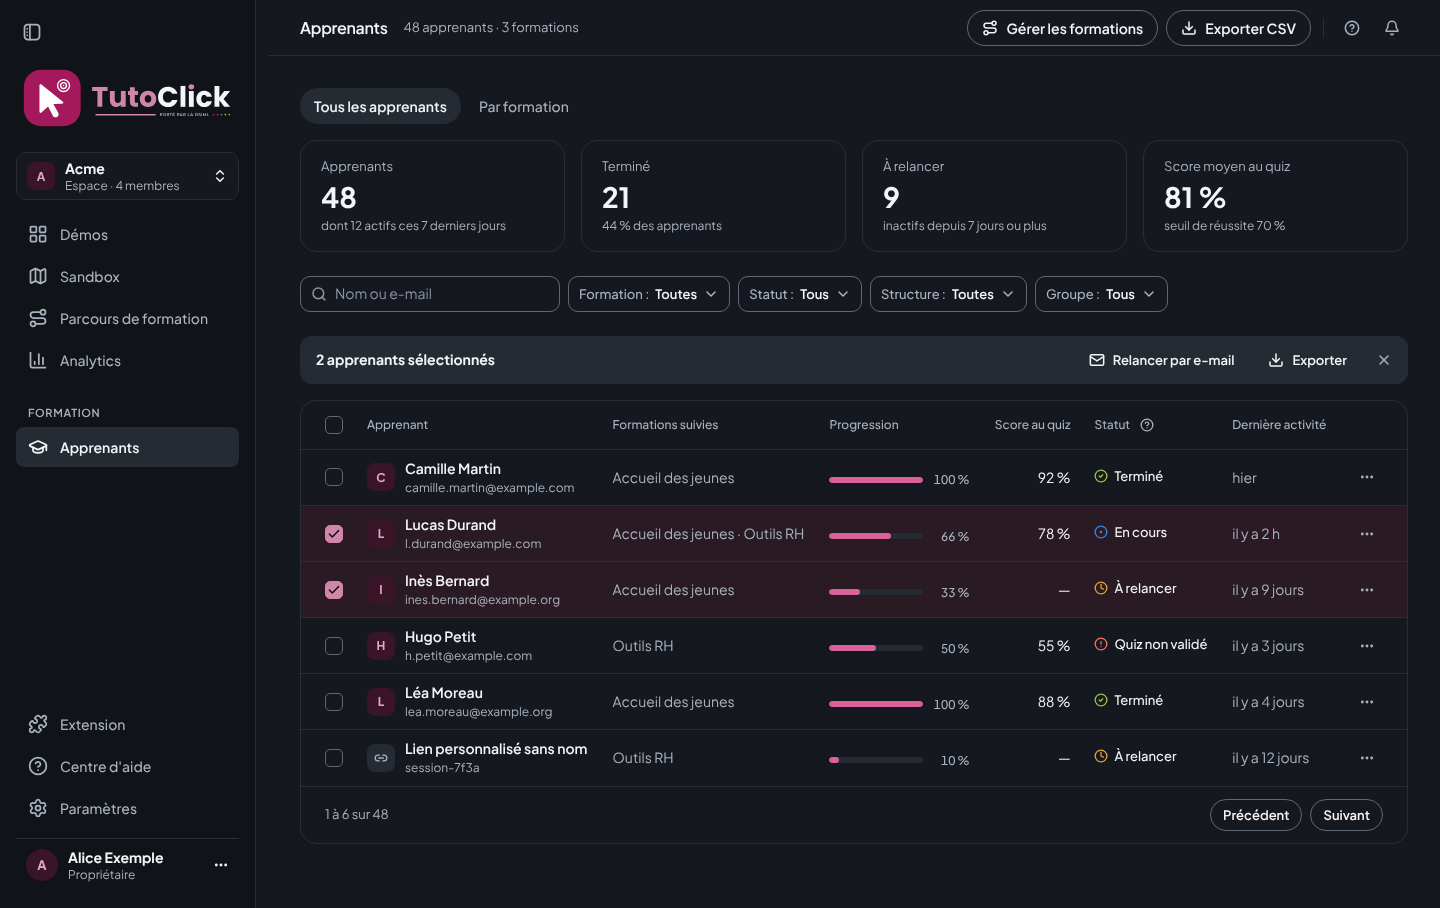 Apprenants
48 apprenants · 3 formations
Gérer les formations
Exporter CSV
TutoClick
PORTÉ PAR LA DSIML
Acme
Espace · 4 membres
Démos
Sandbox
Parcours de formation
Analytics
FORMATION
Apprenants
Extension
Centre d'aide
Paramètres
Alice Exemple
Propriétaire
Tous les apprenants
Par formation
Apprenants
48
dont 12 actifs ces 7 derniers jours
Terminé
21
44 % des apprenants
À relancer
9
inactifs depuis 7 jours ou plus
Score moyen au quiz
81 %
seuil de réussite 70 %
Nom ou e-mail
Formation : Toutes
Statut : Tous
Structure : Toutes
Groupe : Tous
2 apprenants sélectionnés
Relancer par e-mail
Exporter
Apprenant Formations suivies Progression Score au quiz Statut Dernière activité
C Camille Martin
camille.martin@example.com
Accueil des jeunes 100 % 92 % Terminé hier
L Lucas Durand
l.durand@example.com
Accueil des jeunes · Outils RH 66 % 78 % En cours il y a 2 h
I Inès Bernard
ines.bernard@example.org
Accueil des jeunes 33 % — À relancer il y a 9 jours
H Hugo Petit
h.petit@example.com
Outils RH 50 % 55 % Quiz non validé il y a 3 jours
L Léa Moreau
lea.moreau@example.org
Accueil des jeunes 100 % 88 % Terminé il y a 4 jours
Lien personnalisé sans nom
session-7f3a
Outils RH 10 % — À relancer il y a 12 jours
1 à 6 sur 48
Précédent
Suivant